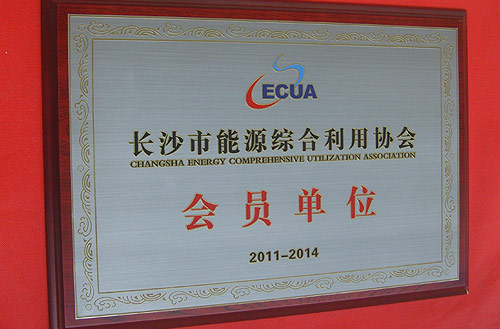 ECUA
长沙市能源综合利用协会
CHANGSHA ENERGY COMPREHENSIVE UTILIZATION ASSOCIATION
会员单位
2011-2014